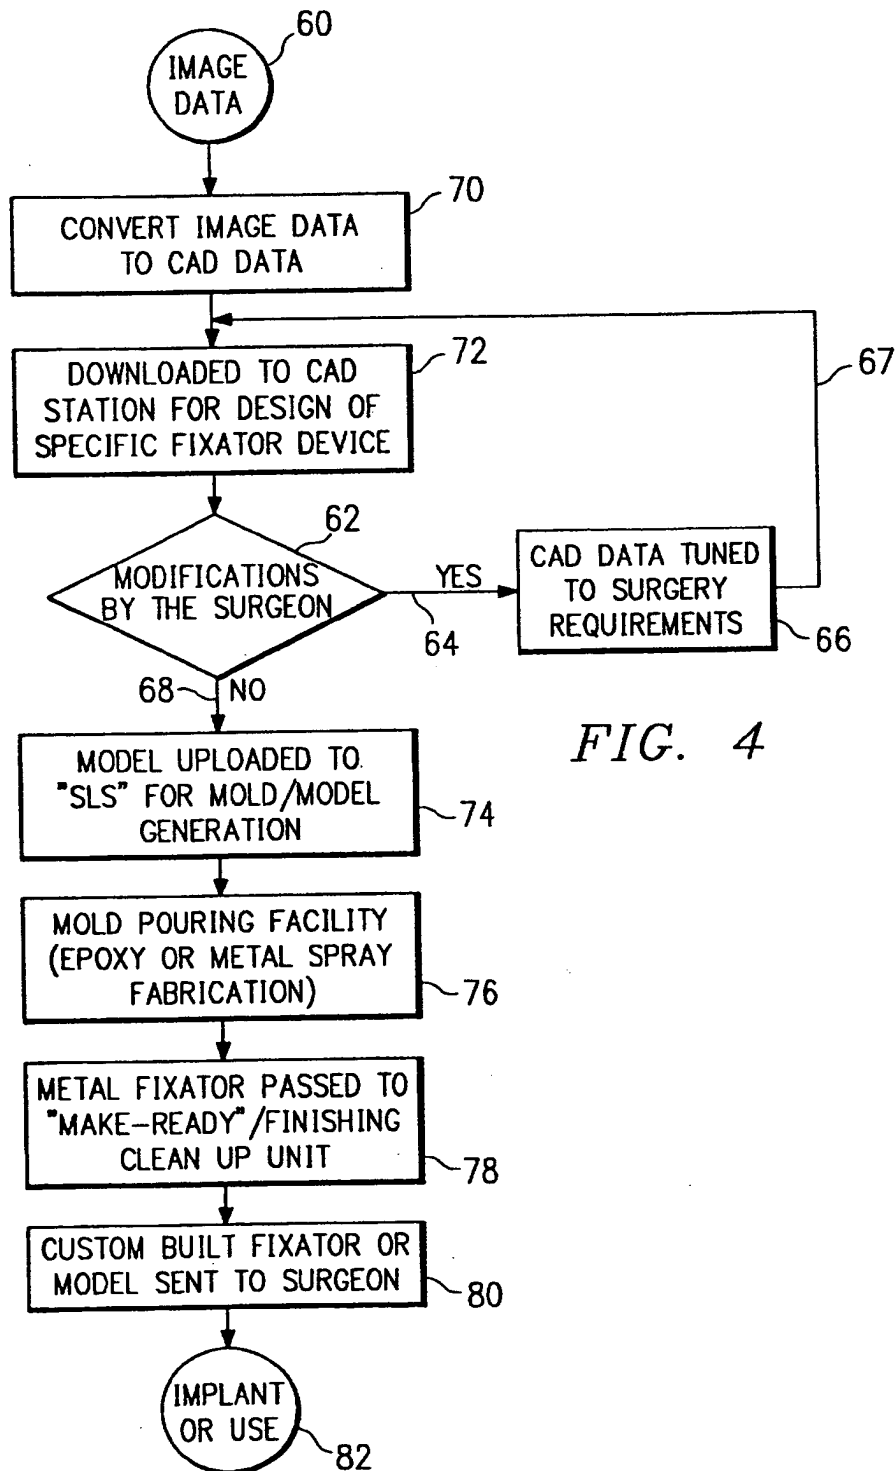 60
IMAGE
DATA
70
CONVERT IMAGE DATA
TO CAD DATA
72
67
DOWNLOADED TO CAD
STATION FOR DESIGN OF
SPECIFIC FIXATOR DEVICE
62
MODIFICATIONS
BY THE SURGEON
YES
64
CAD DATA TUNED
TO SURGERY
REQUIREMENTS
66
68
NO
FIG. 4
MODEL UPLOADED TO
"SLS" FOR MOLD/MODEL
GENERATION
74
MOLD POURING FACILITY
(EPOXY OR METAL SPRAY
FABRICATION)
76
METAL FIXATOR PASSED TO
"MAKE-READY"/FINISHING
CLEAN UP UNIT
78
CUSTOM BUILT FIXATOR OR
MODEL SENT TO SURGEON
80
IMPLANT
OR USE
82